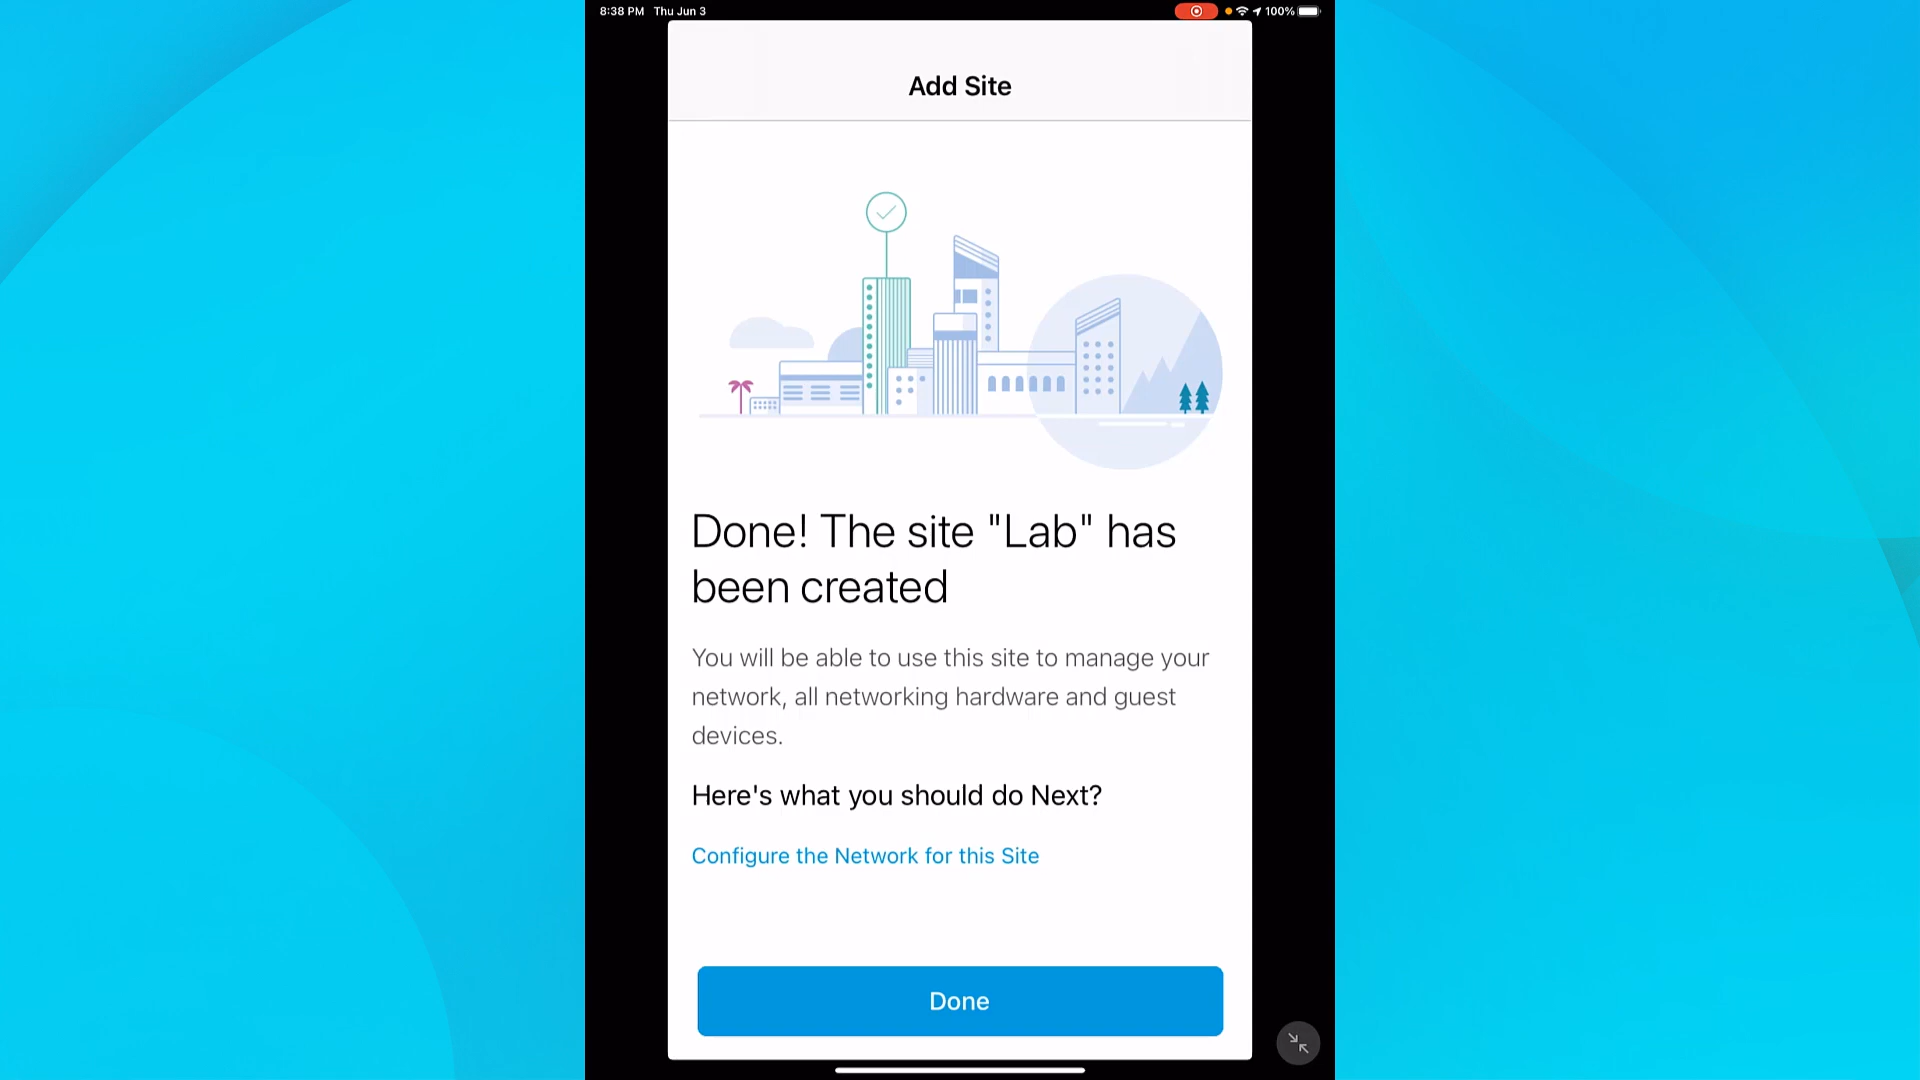 8:38 PM Thu Jun 3
100%
Add Site
Done! The site "Lab" has
been created
You will be able to use this site to manage your
network, all networking hardware and guest
devices.
Here's what you should do Next?
Configure the Network for this Site
Done